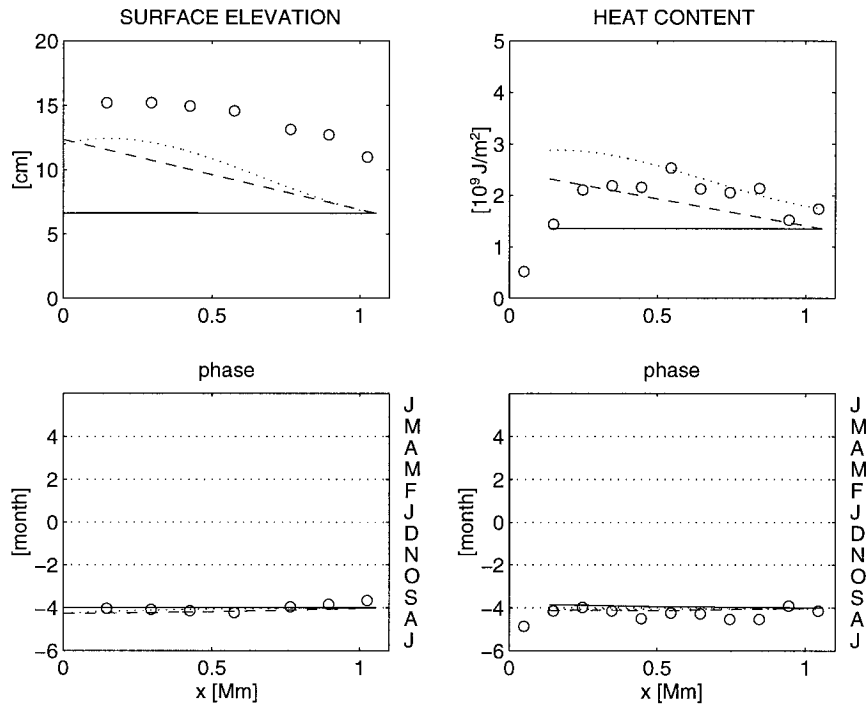 SURFACE ELEVATION
20
15
10
5
0
[cm]
0
0.5
1
HEAT CONTENT
5
4
3
2
1
0
[10⁹ J/m²]
0
0.5
1
phase
4
2
0
−2
−4
−6
[month]
J
M
A
M
F
J
D
N
O
S
A
J
0
0.5
1
x [Mm]
phase
4
2
0
−2
−4
−6
[month]
J
M
A
M
F
J
D
N
O
S
A
J
0
0.5
1
x [Mm]